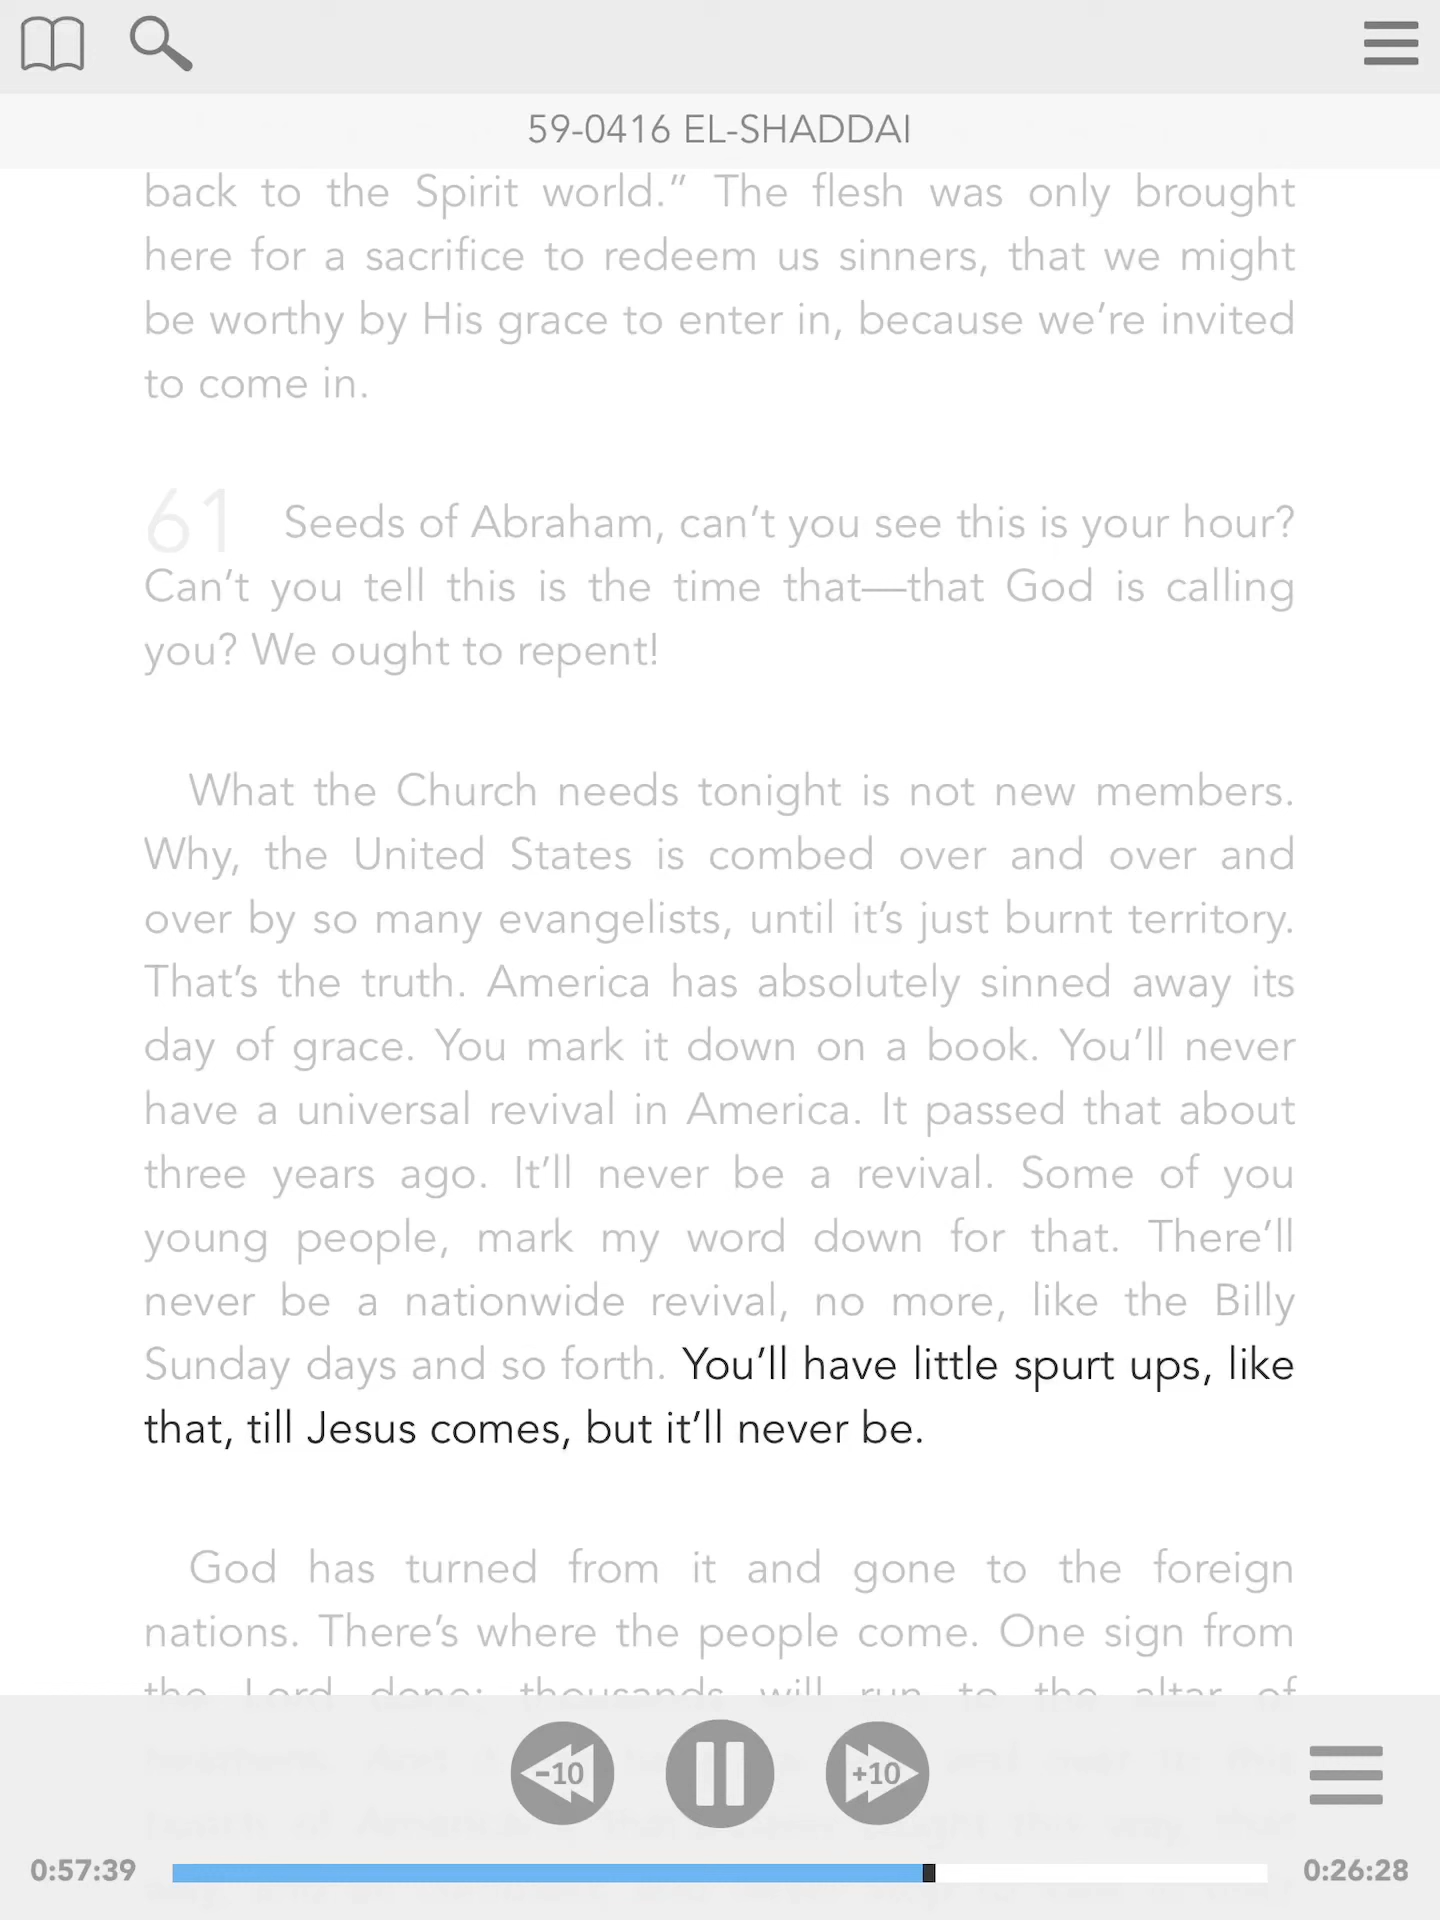 59-0416 EL-SHADDAI
back to the Spirit world.” The flesh was only brought
here for a sacrifice to redeem us sinners, that we might
be worthy by His grace to enter in, because we’re invited
to come in.
61 Seeds of Abraham, can’t you see this is your hour?
Can’t you tell this is the time that—that God is calling
you? We ought to repent!
What the Church needs tonight is not new members.
Why, the United States is combed over and over and
over by so many evangelists, until it’s just burnt territory.
That’s the truth. America has absolutely sinned away its
day of grace. You mark it down on a book. You’ll never
have a universal revival in America. It passed that about
three years ago. It’ll never be a revival. Some of you
young people, mark my word down for that. There’ll
never be a nationwide revival, no more, like the Billy
Sunday days and so forth. You’ll have little spurt ups, like
that, till Jesus comes, but it’ll never be.
God has turned from it and gone to the foreign
nations. There’s where the people come. One sign from
the Lord done; thousands will run to the altar of
-10 +10
0:57:39 0:26:28